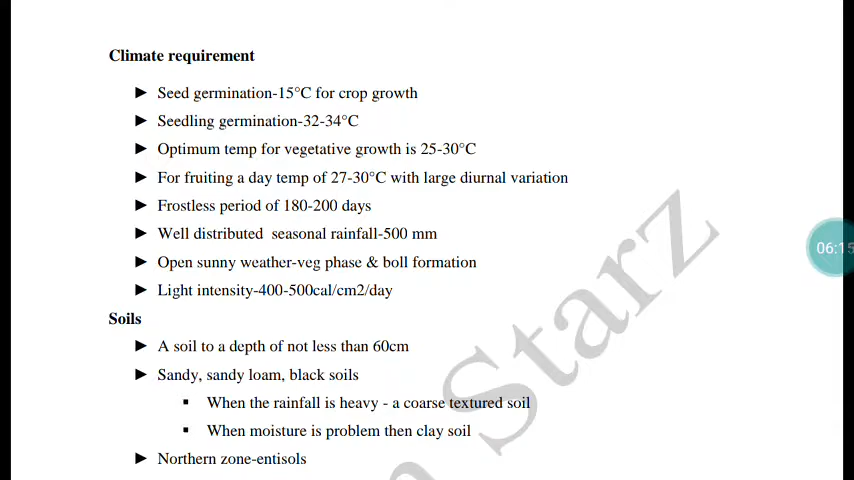 Climate requirement
► Seed germination-15°C for crop growth
► Seedling germination-32-34°C
► Optimum temp for vegetative growth is 25-30°C
► For fruiting a day temp of 27-30°C with large diurnal variation
► Frostless period of 180-200 days
► Well distributed seasonal rainfall-500 mm
► Open sunny weather-veg phase & boll formation
► Light intensity-400-500cal/cm2/day
Soils
► A soil to a depth of not less than 60cm
► Sandy, sandy loam, black soils
▪ When the rainfall is heavy - a coarse textured soil
▪ When moisture is problem then clay soil
► Northern zone-entisols
Starz
06:15